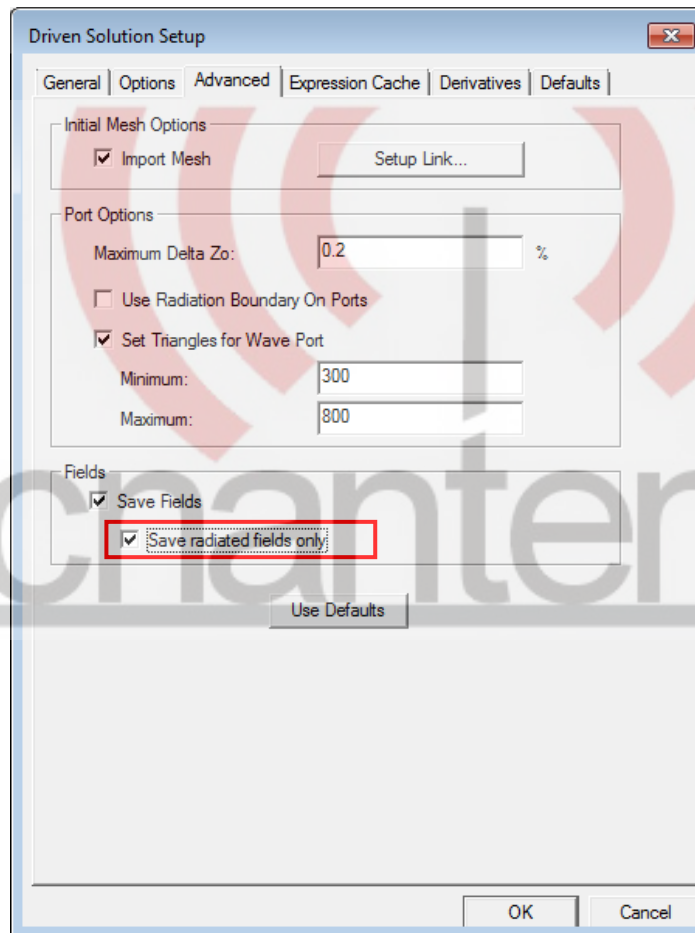 Driven Solution Setup
General Options Advanced Expression Cache Derivatives Defaults
Initial Mesh Options
Import Mesh Setup Link...
Port Options
Maximum Delta Zo: 0.2 %
Use Radiation Boundary On Ports
Set Triangles for Wave Port
Minimum: 300
Maximum: 800
Fields
Save Fields
Save radiated fields only
cnanten
Use Defaults
OK Cancel